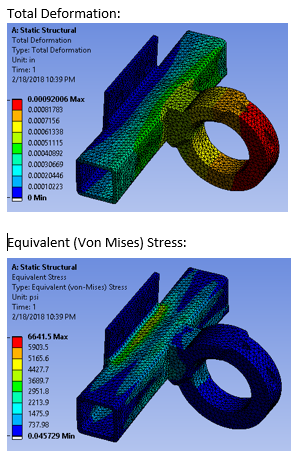 Total Deformation:
A: Static Structural
Total Deformation
Type: Total Deformation
Unit: in
Time: 1
2/18/2018 10:39 PM
0.00092006 Max
0.00081783
0.0007156
0.00061338
0.00051115
0.00040892
0.00030669
0.00020446
0.00010223
0 Min
Equivalent (Von Mises) Stress:
A: Static Structural
Equivalent Stress
Type: Equivalent (von-Mises) Stress
Unit: psi
Time: 1
2/18/2018 10:39 PM
6641.5 Max
5903.5
5165.6
4427.7
3689.7
2951.8
2213.9
1475.9
737.98
0.045729 Min